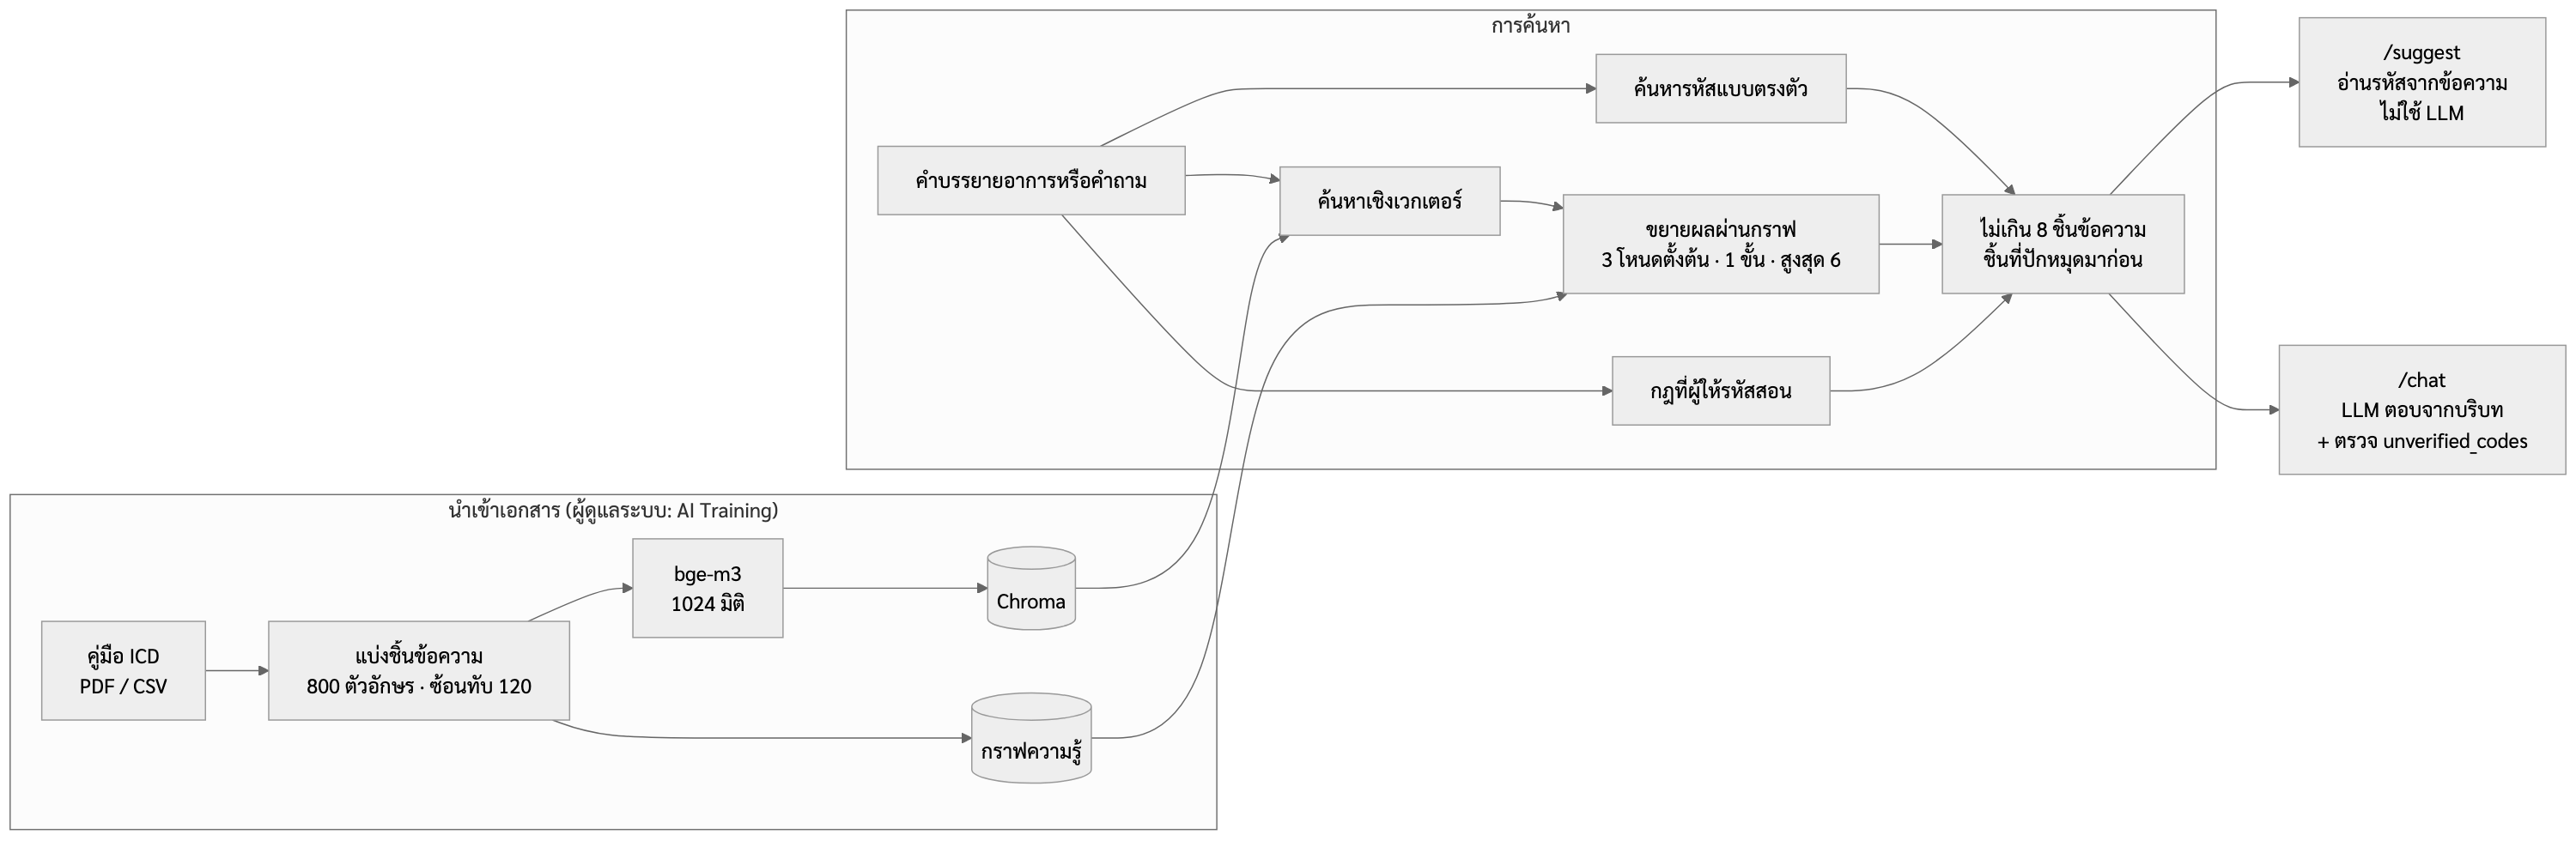 การค้นหา
คำบรรยายอาการหรือคำถาม
ค้นหารหัสแบบตรงตัว
ค้นหาเชิงเวกเตอร์
ขยายผลผ่านกราฟ
3 โหนดตั้งต้น · 1 ขั้น · สูงสุด 6
กฎที่ผู้ให้รหัสสอน
ไม่เกิน 8 ชิ้นข้อความ
ชิ้นที่ปักหมุดมาก่อน
/suggest
อ่านรหัสจากข้อความ
ไม่ใช้ LLM
/chat
LLM ตอบจากบริบท
+ ตรวจ unverified_codes
นำเข้าเอกสาร (ผู้ดูแลระบบ: AI Training)
คู่มือ ICD
PDF / CSV
แบ่งชิ้นข้อความ
800 ตัวอักษร · ซ้อนทับ 120
bge-m3
1024 มิติ
Chroma
กราฟความรู้